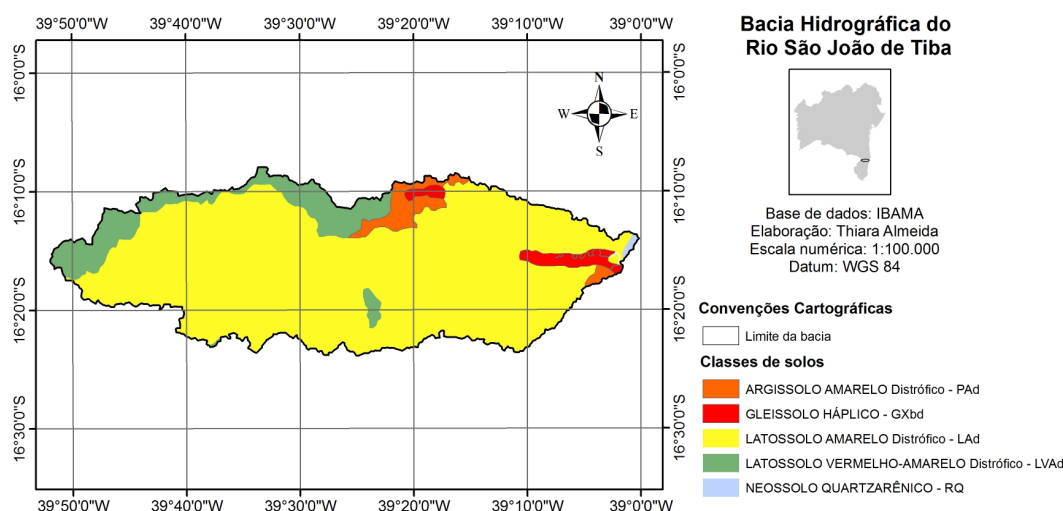 39°50'0"W 39°40'0"W 39°30'0"W 39°20'0"W 39°10'0"W 39°0'0"W
16°0'0"S 16°0'0"S
16°10'0"S 16°10'0"S
16°20'0"S 16°20'0"S
16°30'0"S 16°30'0"S
39°50'0"W 39°40'0"W 39°30'0"W 39°20'0"W 39°10'0"W 39°0'0"W
N
W E
S
Bacia Hidrográfica do
Rio São João de Tiba
Base de dados: IBAMA
Elaboração: Thiara Almeida
Escala numérica: 1:100.000
Datum: WGS 84
Convenções Cartográficas
Limite da bacia
Classes de solos
ARGISSOLO AMARELO Distrófico - PAd
GLEISSOLO HÁPLICO - GXbd
LATOSSOLO AMARELO Distrófico - LAd
LATOSSOLO VERMELHO-AMARELO Distrófico - LVAd
NEOSSOLO QUARTZARÊNICO - RQ